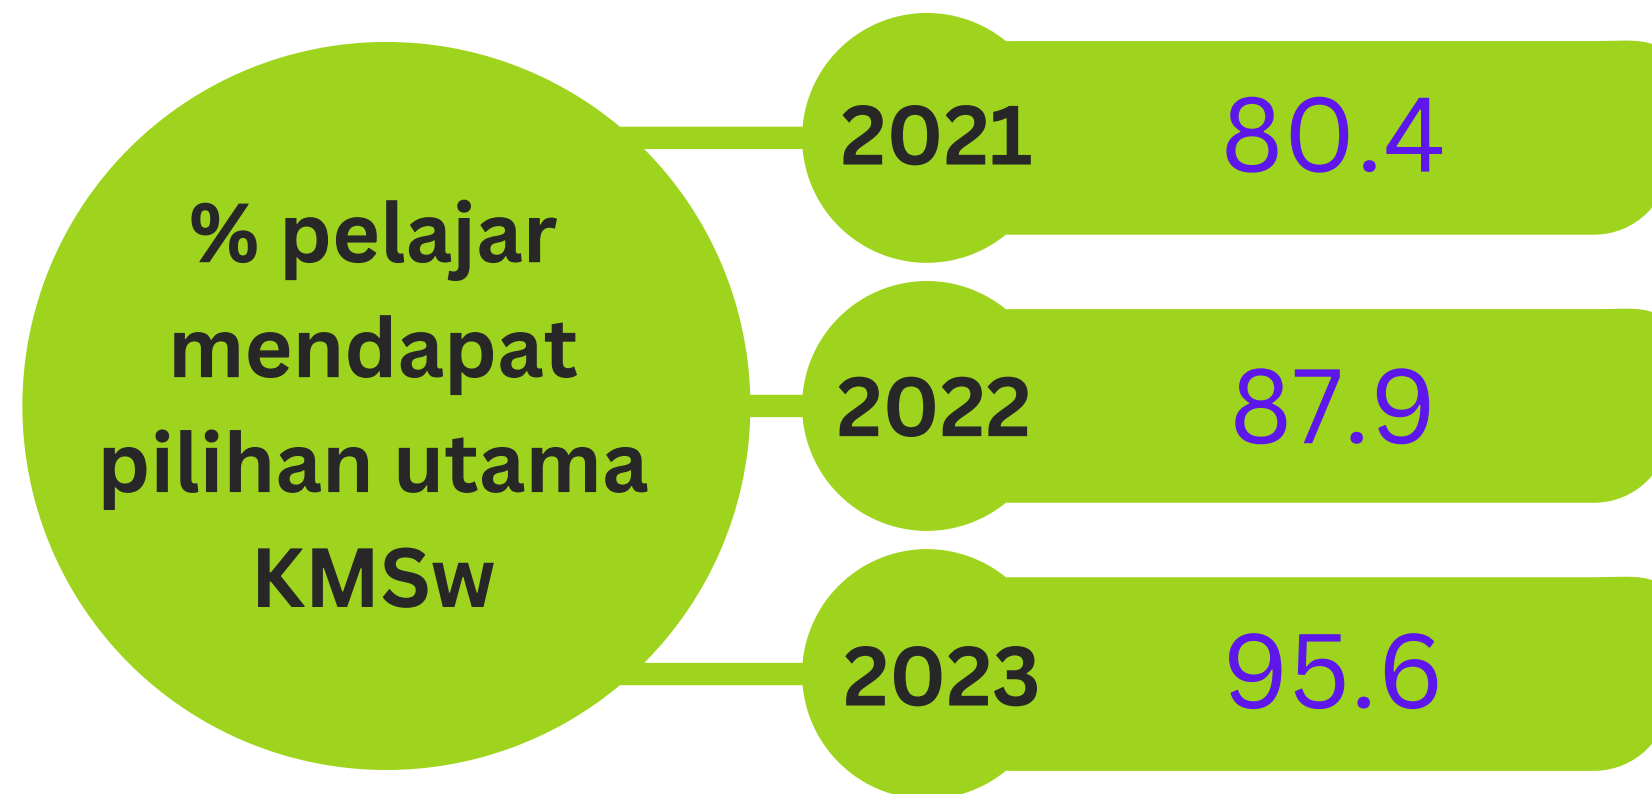 % pelajar
mendapat
pilihan utama
KMSw
2021 80.4
2022 87.9
2023 95.6